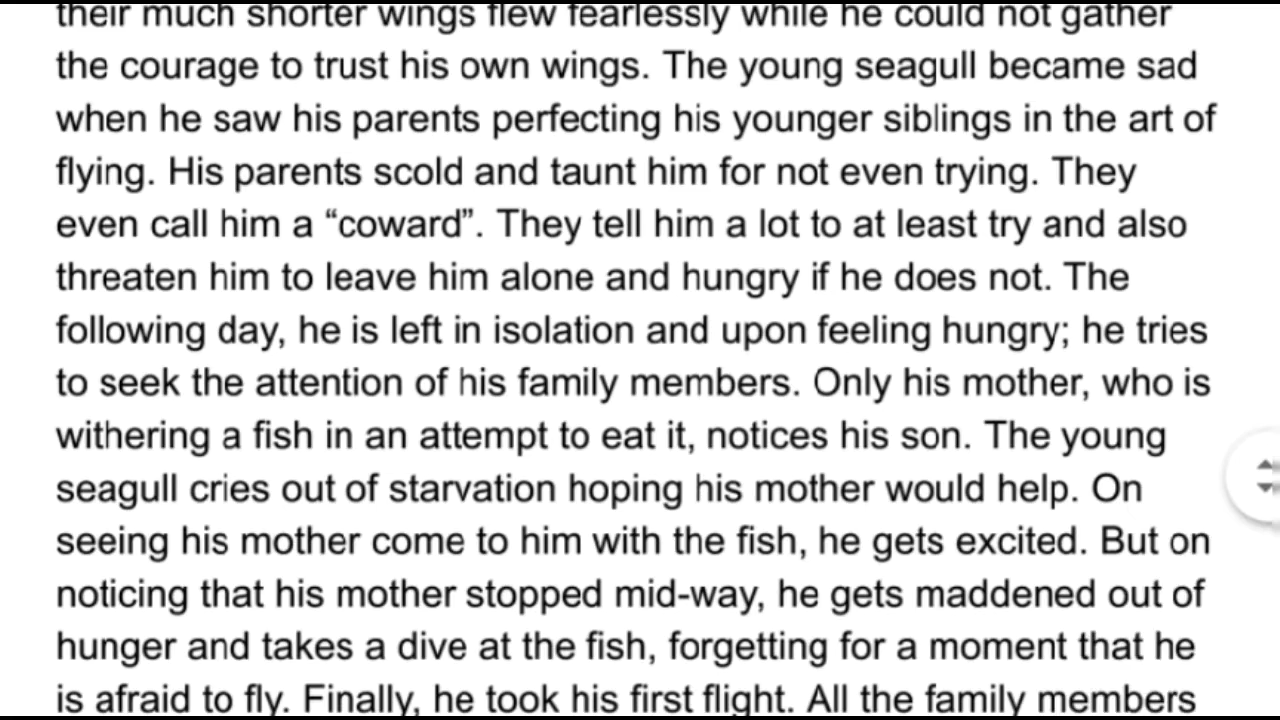 their much shorter wings flew fearlessly while he could not gather
the courage to trust his own wings. The young seagull became sad
when he saw his parents perfecting his younger siblings in the art of
flying. His parents scold and taunt him for not even trying. They
even call him a “coward”. They tell him a lot to at least try and also
threaten him to leave him alone and hungry if he does not. The
following day, he is left in isolation and upon feeling hungry; he tries
to seek the attention of his family members. Only his mother, who is
withering a fish in an attempt to eat it, notices his son. The young
seagull cries out of starvation hoping his mother would help. On
seeing his mother come to him with the fish, he gets excited. But on
noticing that his mother stopped mid-way, he gets maddened out of
hunger and takes a dive at the fish, forgetting for a moment that he
is afraid to fly. Finally, he took his first flight. All the family members